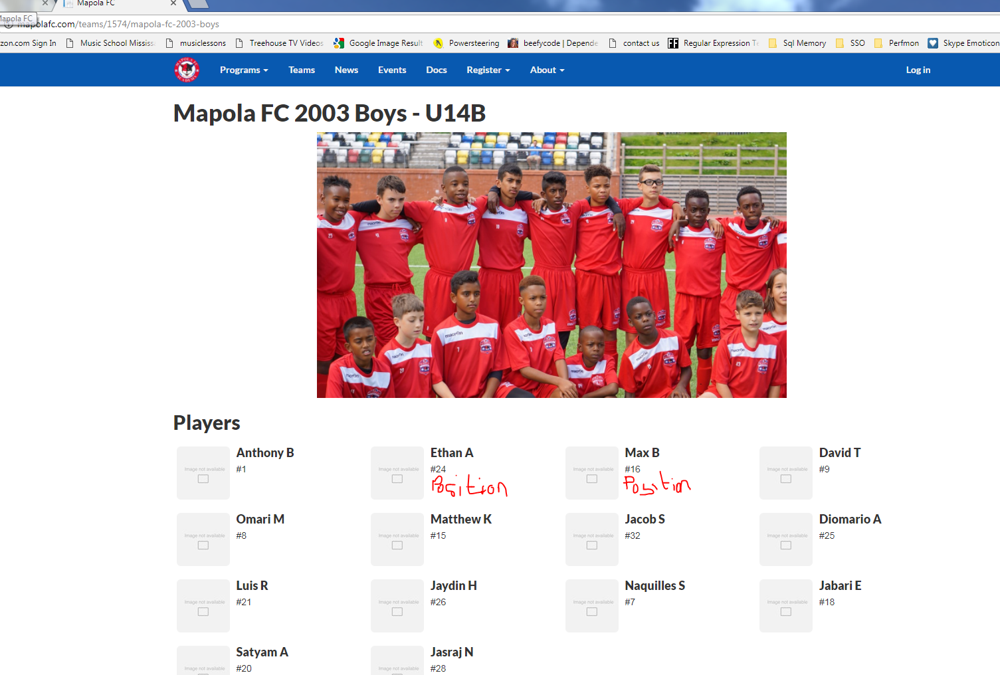 Mapola FC
Mapola FC
mapolafc.com/teams/1574/mapola-fc-2003-boys
zon.com Sign In Music School Mississa musiclessons Treehouse TV Videos Google Image Result Powersteering beefycode | Depende contact us Regular Expression Te Sql Memory SSO Perfmon Skype Emoticon
MAPOLA FC ACADEMY Programs Teams News Events Docs Register About Log in
Mapola FC 2003 Boys - U14B
Players
Anthony B Ethan A Max B David T
#1 #24 #16 #9
Image not available Image not available Image not available Image not available
Position Position
Omari M Matthew K Jacob S Diomario A
#8 #15 #32 #25
Image not available Image not available Image not available Image not available
Luis R Jaydin H Naquilles S Jabari E
#21 #26 #7 #18
Image not available Image not available Image not available Image not available
Satyam A Jasraj N
#20 #28
Image not available Image not available